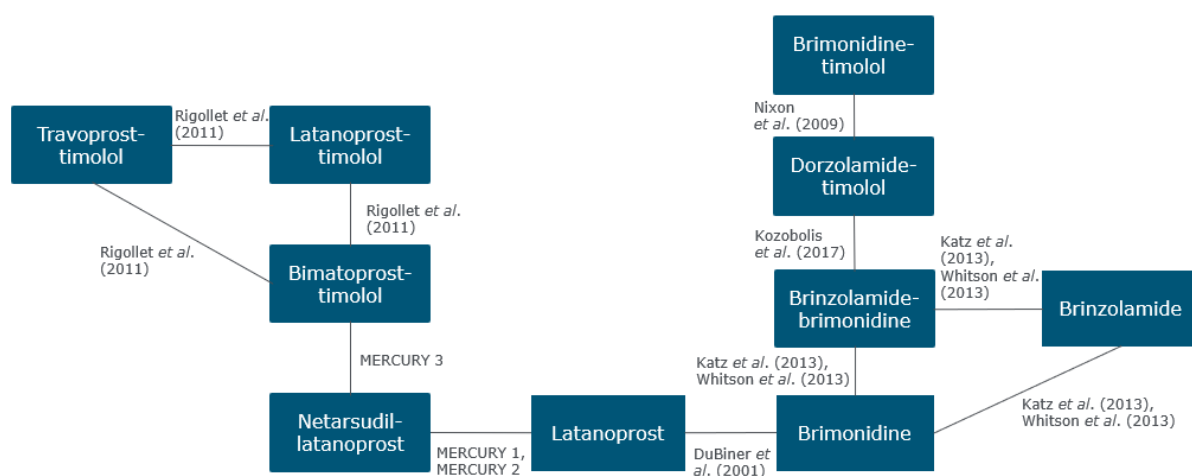 Brimonidine-
timolol
Nixon
et al. (2009)
Travoprost-
timolol
Rigollet et al.
(2011)
Latanoprost-
timolol
Dorzolamide-
timolol
Rigollet et al.
(2011)
Rigollet et al.
(2011)
Kozobolis
et al. (2017)
Katz et al.
(2013),
Whitson et al.
(2013)
Bimatoprost-
timolol
Brinzolamide-
brimonidine
Brinzolamide
MERCURY 3
Katz et al. (2013),
Whitson et al. (2013)
Katz et al. (2013),
Whitson et al. (2013)
Netarsudil-
latanoprost
MERCURY 1,
MERCURY 2
Latanoprost
DuBiner et
al. (2001)
Brimonidine